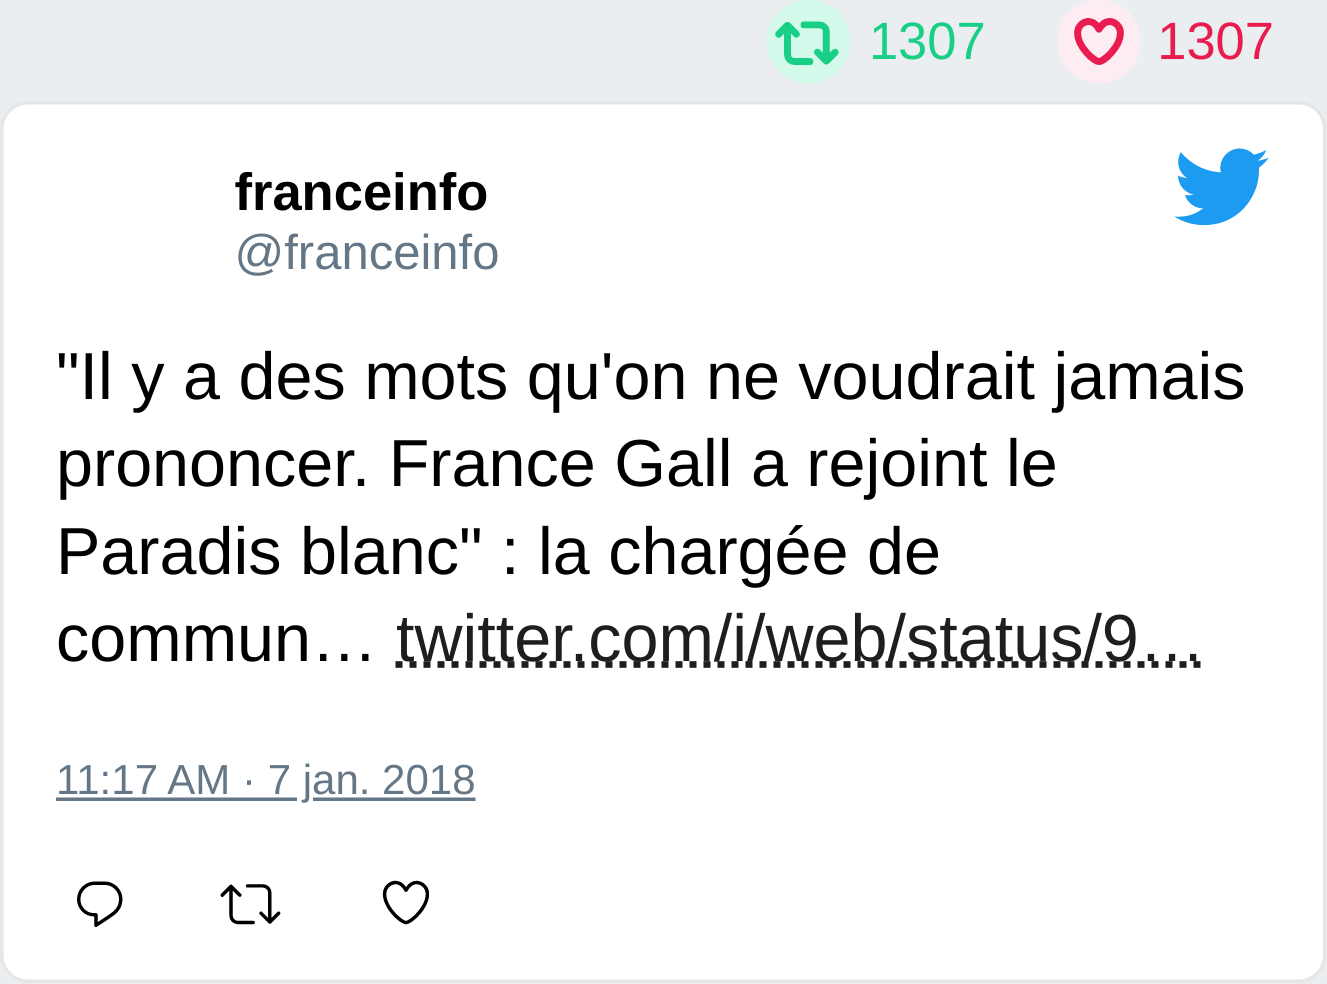 1307 1307
franceinfo
@franceinfo
"Il y a des mots qu'on ne voudrait jamais
prononcer. France Gall a rejoint le
Paradis blanc" : la chargée de
commun… twitter.com/i/web/status/9…
11:17 AM · 7 jan. 2018